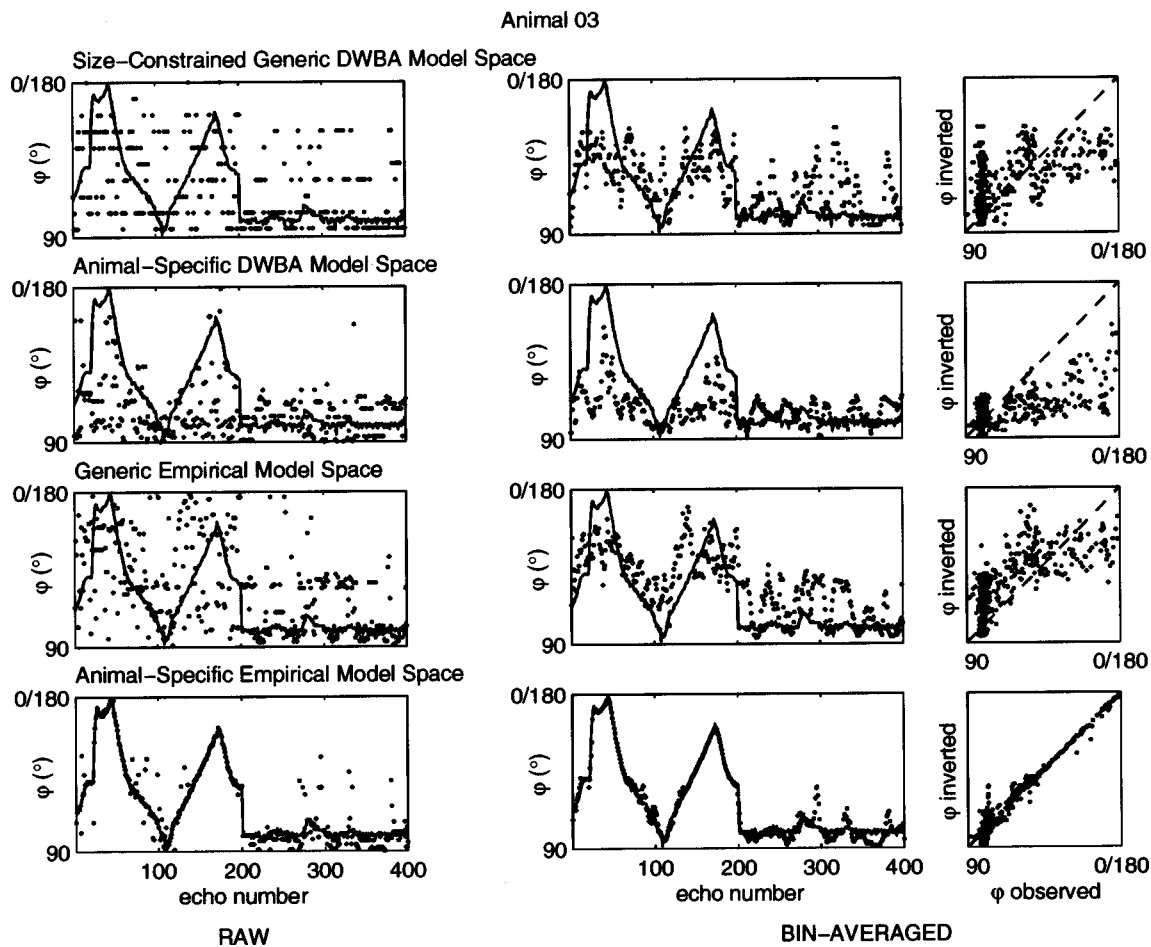 Animal 03
Size-Constrained Generic DWBA Model Space
0/180
φ (°)
90
0/180
φ (°)
90
φ inverted
90
0/180
Animal-Specific DWBA Model Space
0/180
φ (°)
90
0/180
φ (°)
90
φ inverted
90
0/180
Generic Empirical Model Space
0/180
φ (°)
90
0/180
φ (°)
90
φ inverted
90
0/180
Animal-Specific Empirical Model Space
0/180
φ (°)
90
100 200 300 400
echo number
0/180
φ (°)
90
100 200 300 400
echo number
φ inverted
90
0/180
φ observed
RAW
BIN-AVERAGED